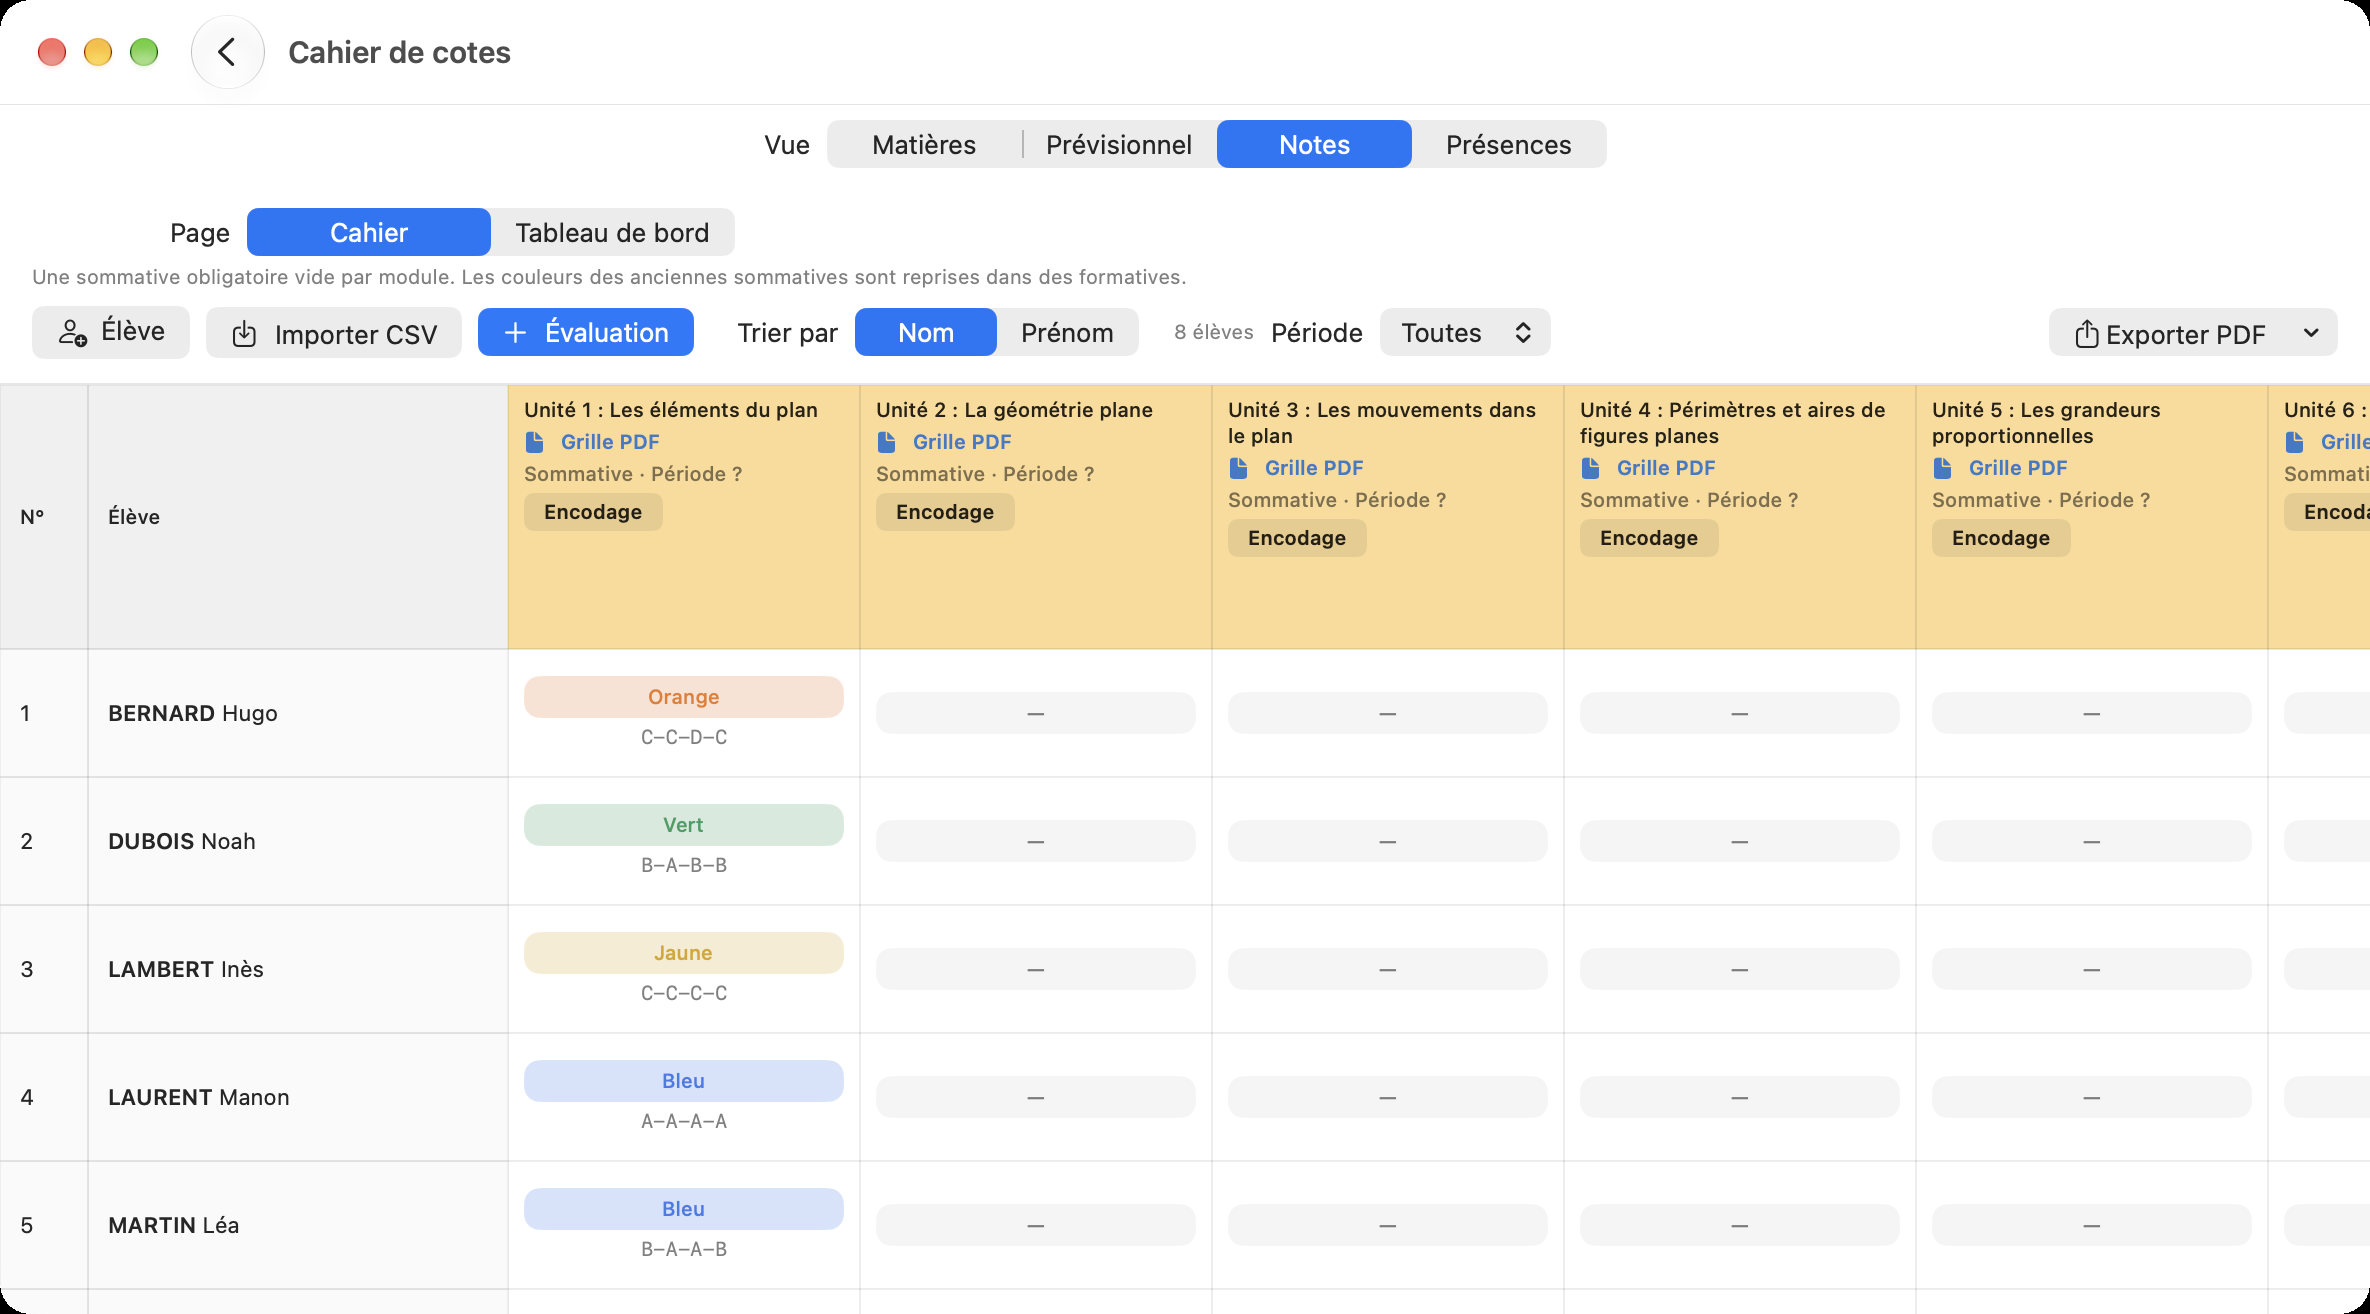 Cahier de cotes
Vue Matières Prévisionnel Notes Présences
Page Cahier Tableau de bord
Une sommative obligatoire vide par module. Les couleurs des anciennes sommatives sont reprises dans des formatives.
Élève Importer CSV + Évaluation Trier par Nom Prénom 8 élèves Période Toutes Exporter PDF
N° Élève
Unité 1 : Les éléments du plan
Grille PDF
Sommative · Période ?
Encodage
Unité 2 : La géométrie plane
Grille PDF
Sommative · Période ?
Encodage
Unité 3 : Les mouvements dans
le plan
Grille PDF
Sommative · Période ?
Encodage
Unité 4 : Périmètres et aires de
figures planes
Grille PDF
Sommative · Période ?
Encodage
Unité 5 : Les grandeurs
proportionnelles
Grille PDF
Sommative · Période ?
Encodage
Unité 6 :
Grille
Sommati
Encoda
1 BERNARD Hugo Orange — — — —
C–C–D–C
2 DUBOIS Noah Vert — — — —
B–A–B–B
3 LAMBERT Inès Jaune — — — —
C–C–C–C
4 LAURENT Manon Bleu — — — —
A–A–A–A
5 MARTIN Léa Bleu — — — —
B–A–A–B